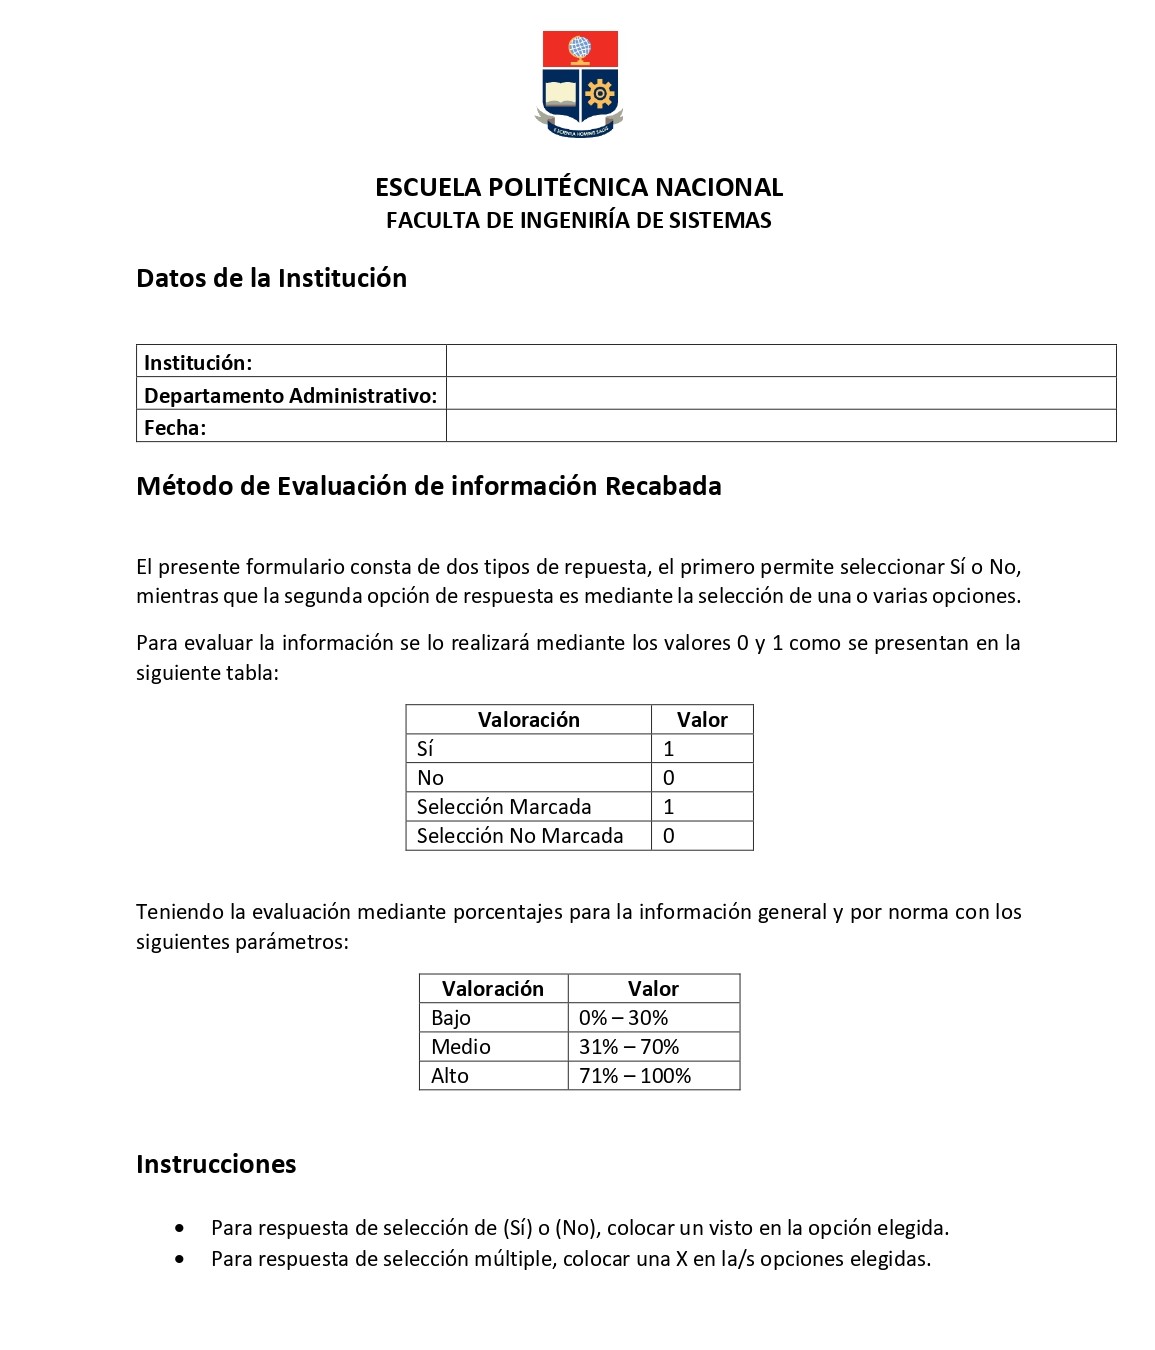 E SCIENTIA HOMINIS SALUS
ESCUELA POLITÉCNICA NACIONAL
FACULTA DE INGENIRÍA DE SISTEMAS
Datos de la Institución
Institución:
Departamento Administrativo:
Fecha:
Método de Evaluación de información Recabada
El presente formulario consta de dos tipos de repuesta, el primero permite seleccionar Sí o No,
mientras que la segunda opción de respuesta es mediante la selección de una o varias opciones.
Para evaluar la información se lo realizará mediante los valores 0 y 1 como se presentan en la
siguiente tabla:
Valoración Valor
Sí 1
No 0
Selección Marcada 1
Selección No Marcada 0
Teniendo la evaluación mediante porcentajes para la información general y por norma con los
siguientes parámetros:
Valoración Valor
Bajo 0% – 30%
Medio 31% – 70%
Alto 71% – 100%
Instrucciones
• Para respuesta de selección de (Sí) o (No), colocar un visto en la opción elegida.
• Para respuesta de selección múltiple, colocar una X en la/s opciones elegidas.